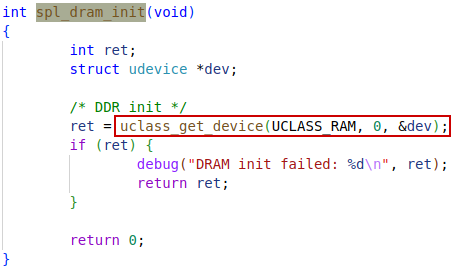 int spl_dram_init(void)
{
        int ret;
        struct udevice *dev;

        /* DDR init */
        ret = uclass_get_device(UCLASS_RAM, 0, &dev);
        if (ret) {
                debug("DRAM init failed: %d\n", ret);
                return ret;
        }

        return 0;
}